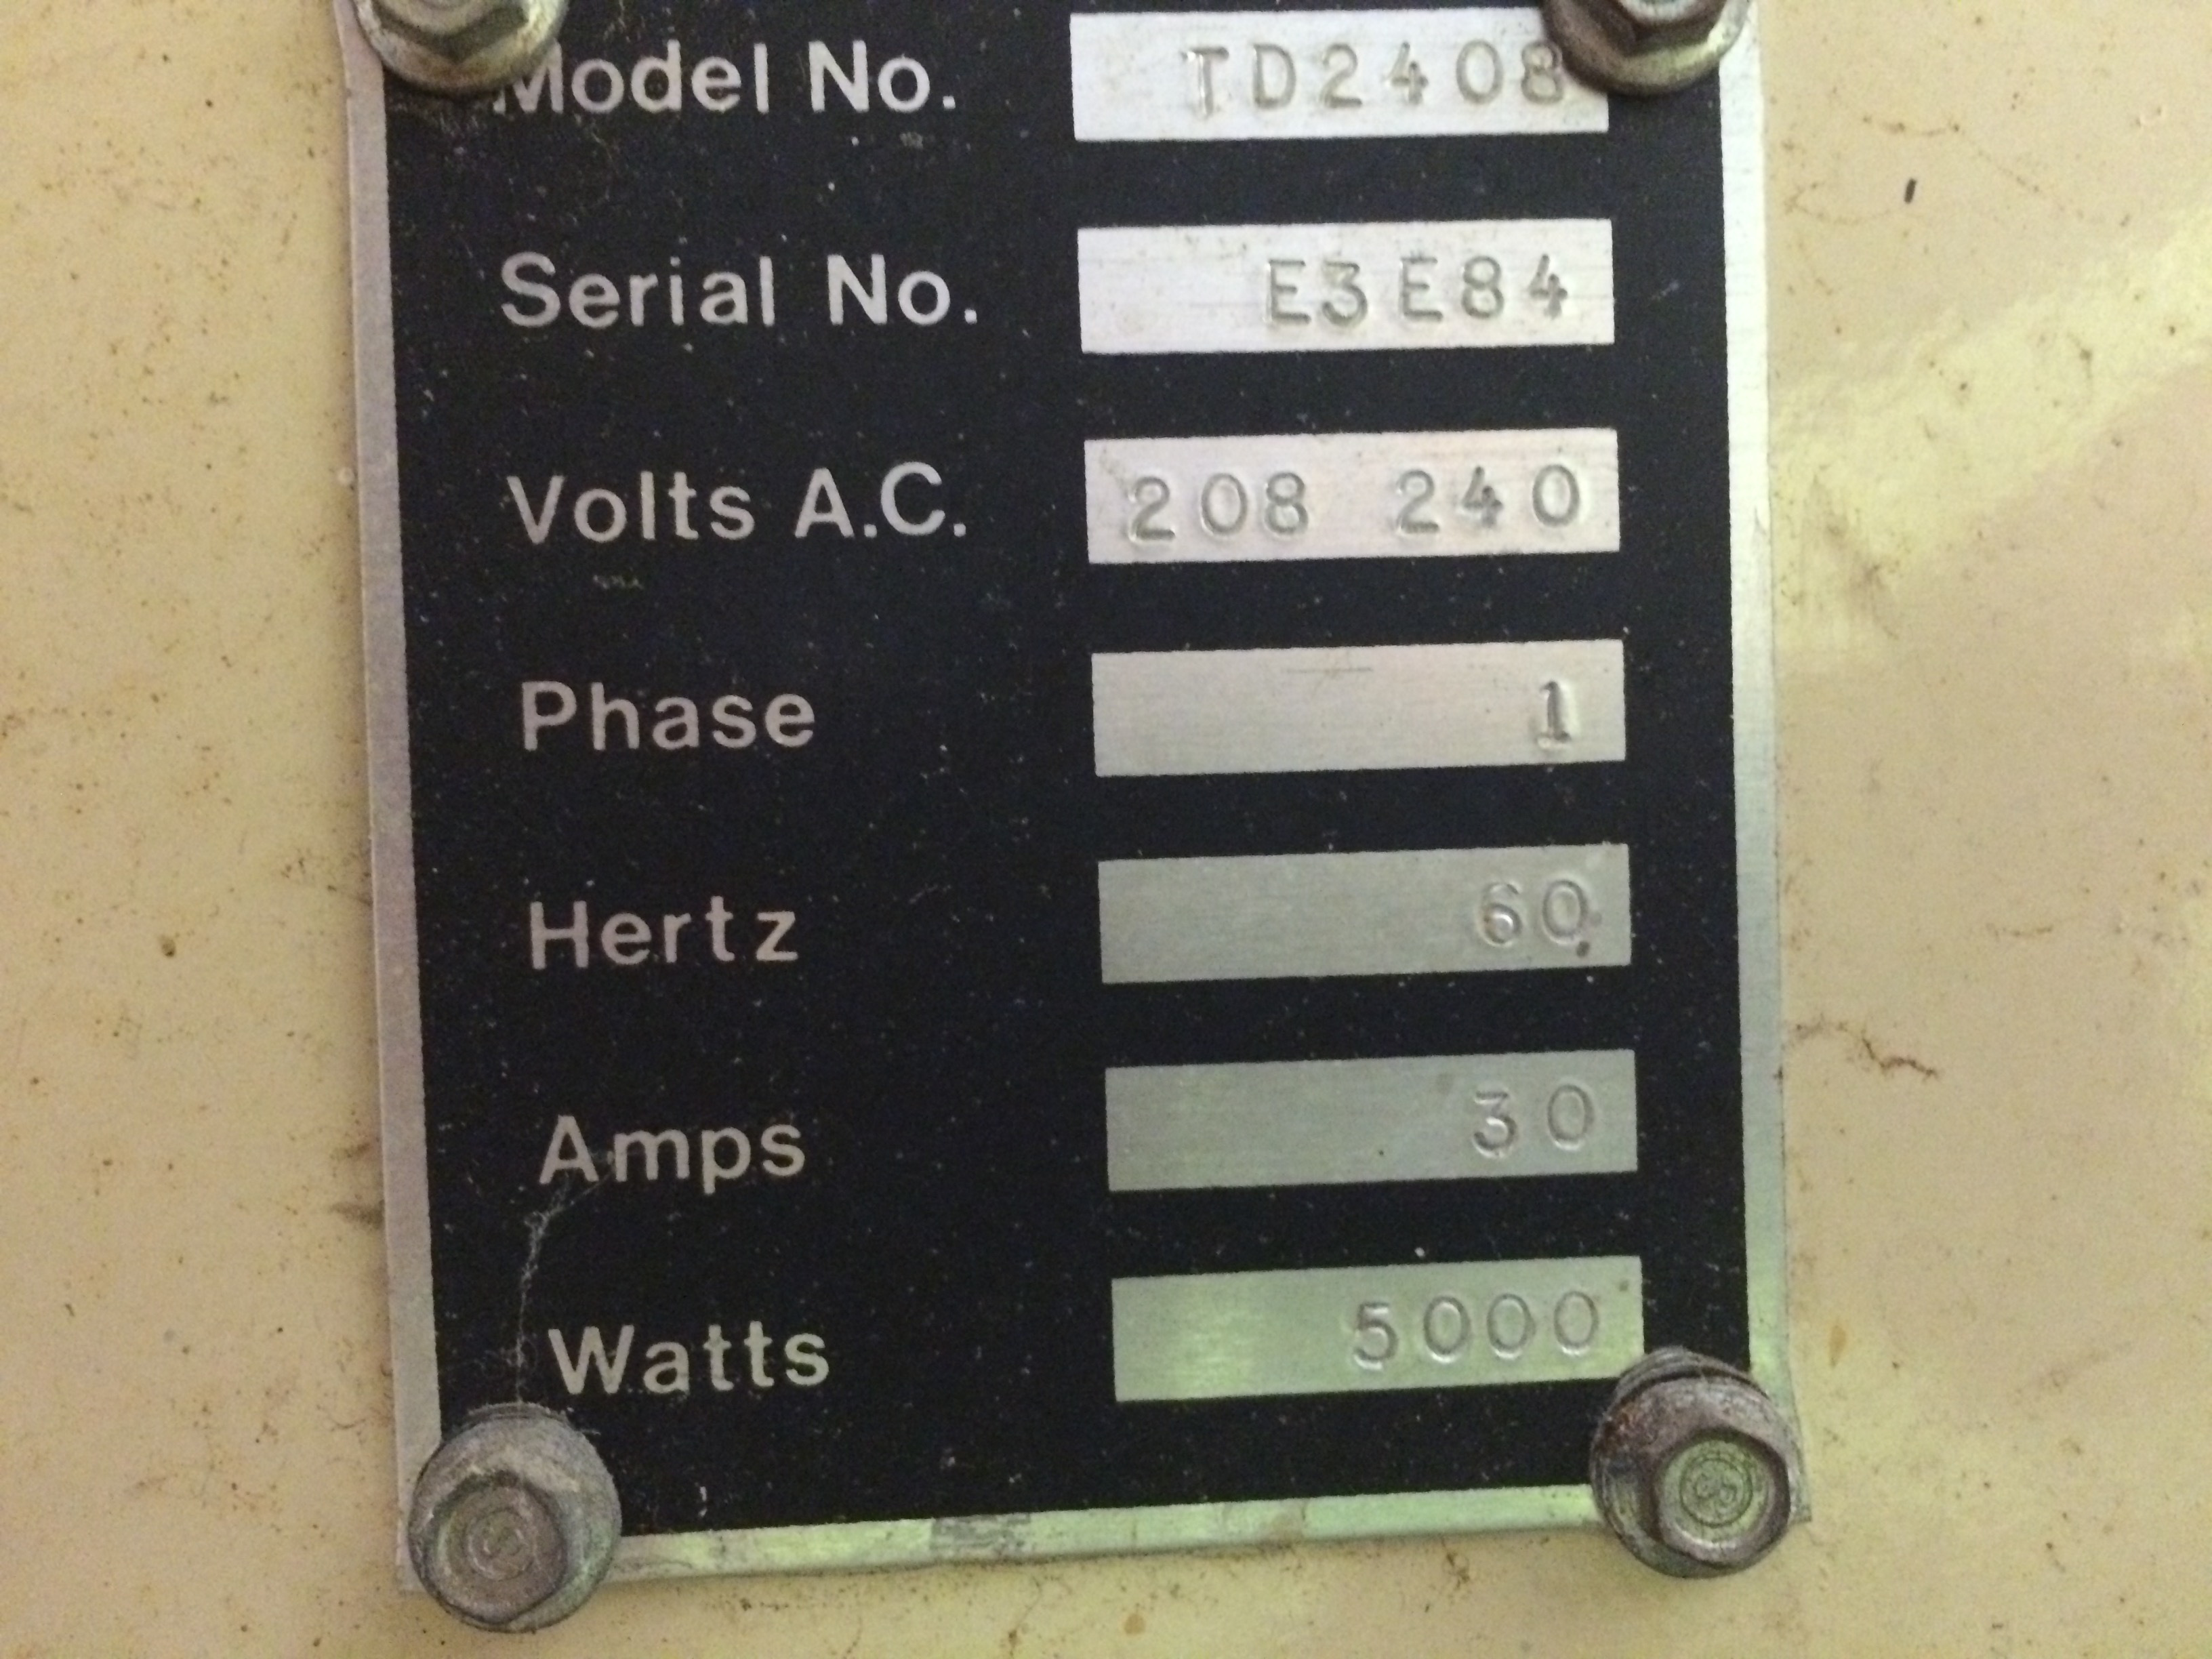 Model No. TD2408
Serial No. E3E84
Volts A.C. 208 240
Phase 1
Hertz 60
Amps 30
Watts 5000